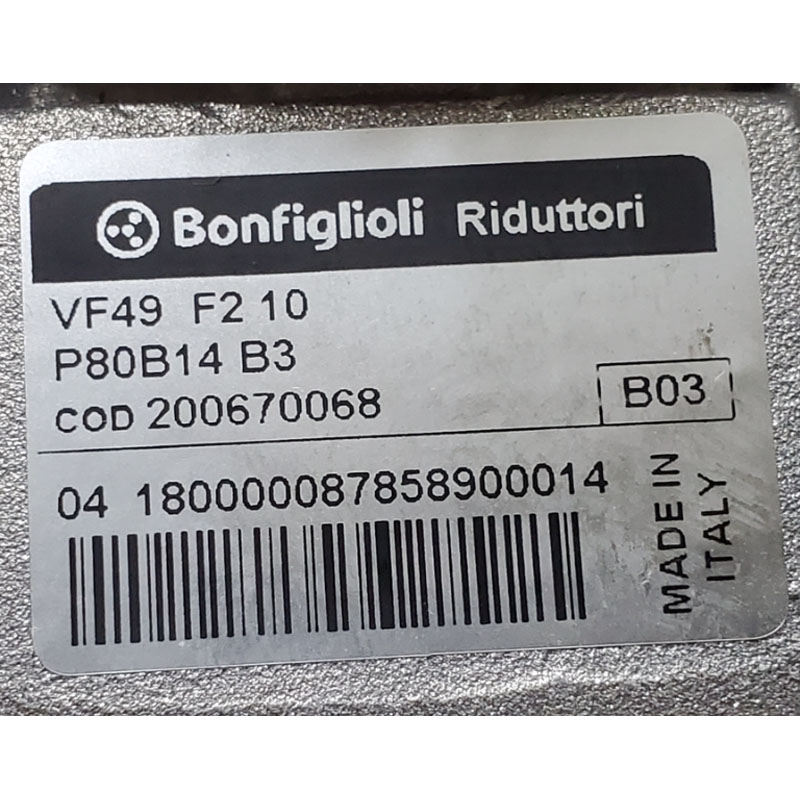 Bonfiglioli Riduttori
VF49 F2 10
P80B14 B3
COD 200670068
B03
04 180000087858900014
MADE IN
ITALY